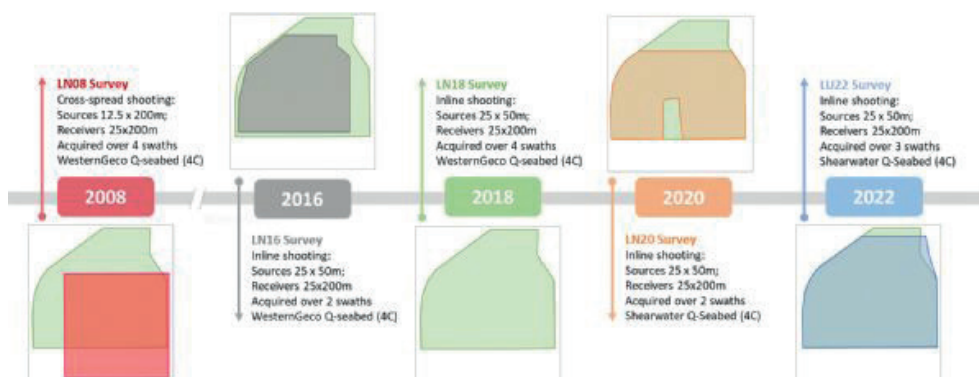 LN08 Survey
Cross-spread shooting:
Sources 12.5 x 200m;
Receivers 25x200m
Acquired over 4 swaths
WesternGeco Q-seabed (4C)
2008
2016
LN16 Survey
Inline shooting:
Sources 25 x 50m;
Receivers 25x200m
Acquired over 2 swaths
WesternGeco Q-seabed (4C)
LN18 Survey
Inline shooting:
Sources 25 x 50m;
Receivers 25x200m
Acquired over 4 swaths
WesternGeco Q-seabed (4C)
2018
2020
LN20 Survey
Inline shooting:
Sources 25 x 50m;
Receivers 25x200m
Acquired over 2 swaths
Shearwater Q-Seabed (4C)
LU22 Survey
Inline shooting:
Sources 25 x 50m;
Receivers 25x200m
Acquired over 3 swaths
Shearwater Q-Seabed (4C)
2022